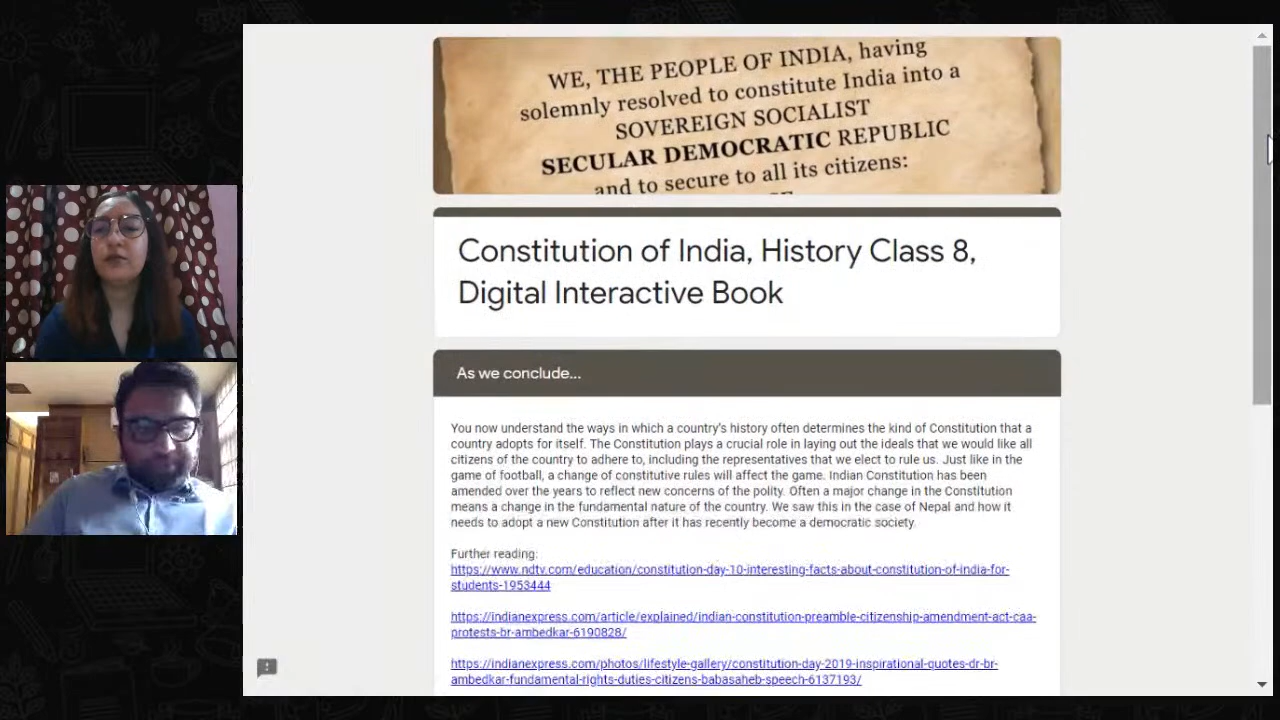 WE, THE PEOPLE OF INDIA, having
solemnly resolved to constitute India into a
SOVEREIGN SOCIALIST
SECULAR DEMOCRATIC REPUBLIC
and to secure to all its citizens:
Constitution of India, History Class 8,
Digital Interactive Book
As we conclude...
You now understand the ways in which a country's history often determines the kind of Constitution that a
country adopts for itself. The Constitution plays a crucial role in laying out the ideals that we would like all
citizens of the country to adhere to, including the representatives that we elect to rule us. Just like in the
game of football, a change of constitutive rules will affect the game. Indian Constitution has been
amended over the years to reflect new concerns of the polity. Often a major change in the Constitution
means a change in the fundamental nature of the country. We saw this in the case of Nepal and how it
needs to adopt a new Constitution after it has recently become a democratic society.
Further reading:
https://www.ndtv.com/education/constitution-day-10-interesting-facts-about-constitution-of-india-for-
students-1953444
https://indianexpress.com/article/explained/indian-constitution-preamble-citizenship-amendment-act-caa-
protests-br-ambedkar-6190828/
https://indianexpress.com/photos/lifestyle-gallery/constitution-day-2019-inspirational-quotes-dr-br-
ambedkar-fundamental-rights-duties-citizens-babasaheb-speech-6137193/